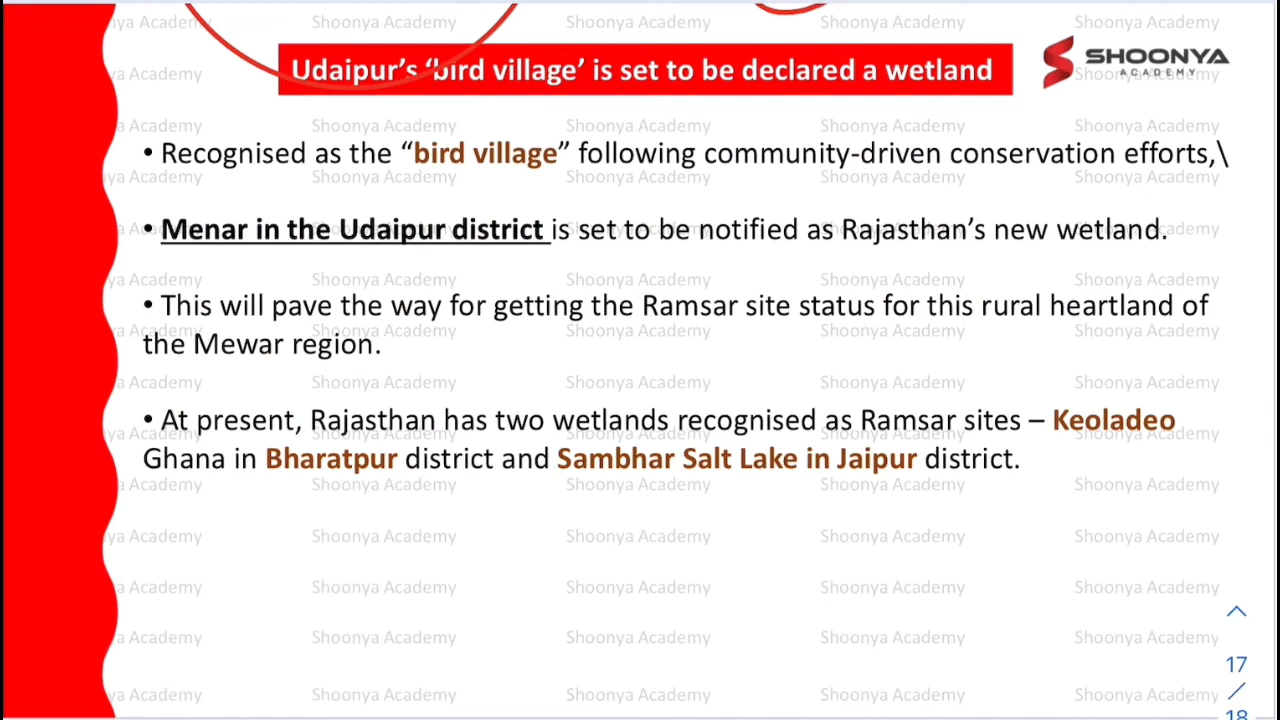 Udaipur's 'bird village' is set to be declared a wetland
SHOONYA
ACADEMY
• Recognised as the "bird village" following community-driven conservation efforts,\
• Menar in the Udaipur district is set to be notified as Rajasthan's new wetland.
• This will pave the way for getting the Ramsar site status for this rural heartland of
the Mewar region.
• At present, Rajasthan has two wetlands recognised as Ramsar sites – Keoladeo
Ghana in Bharatpur district and Sambhar Salt Lake in Jaipur district.
Shoonya Academy
17
/
18